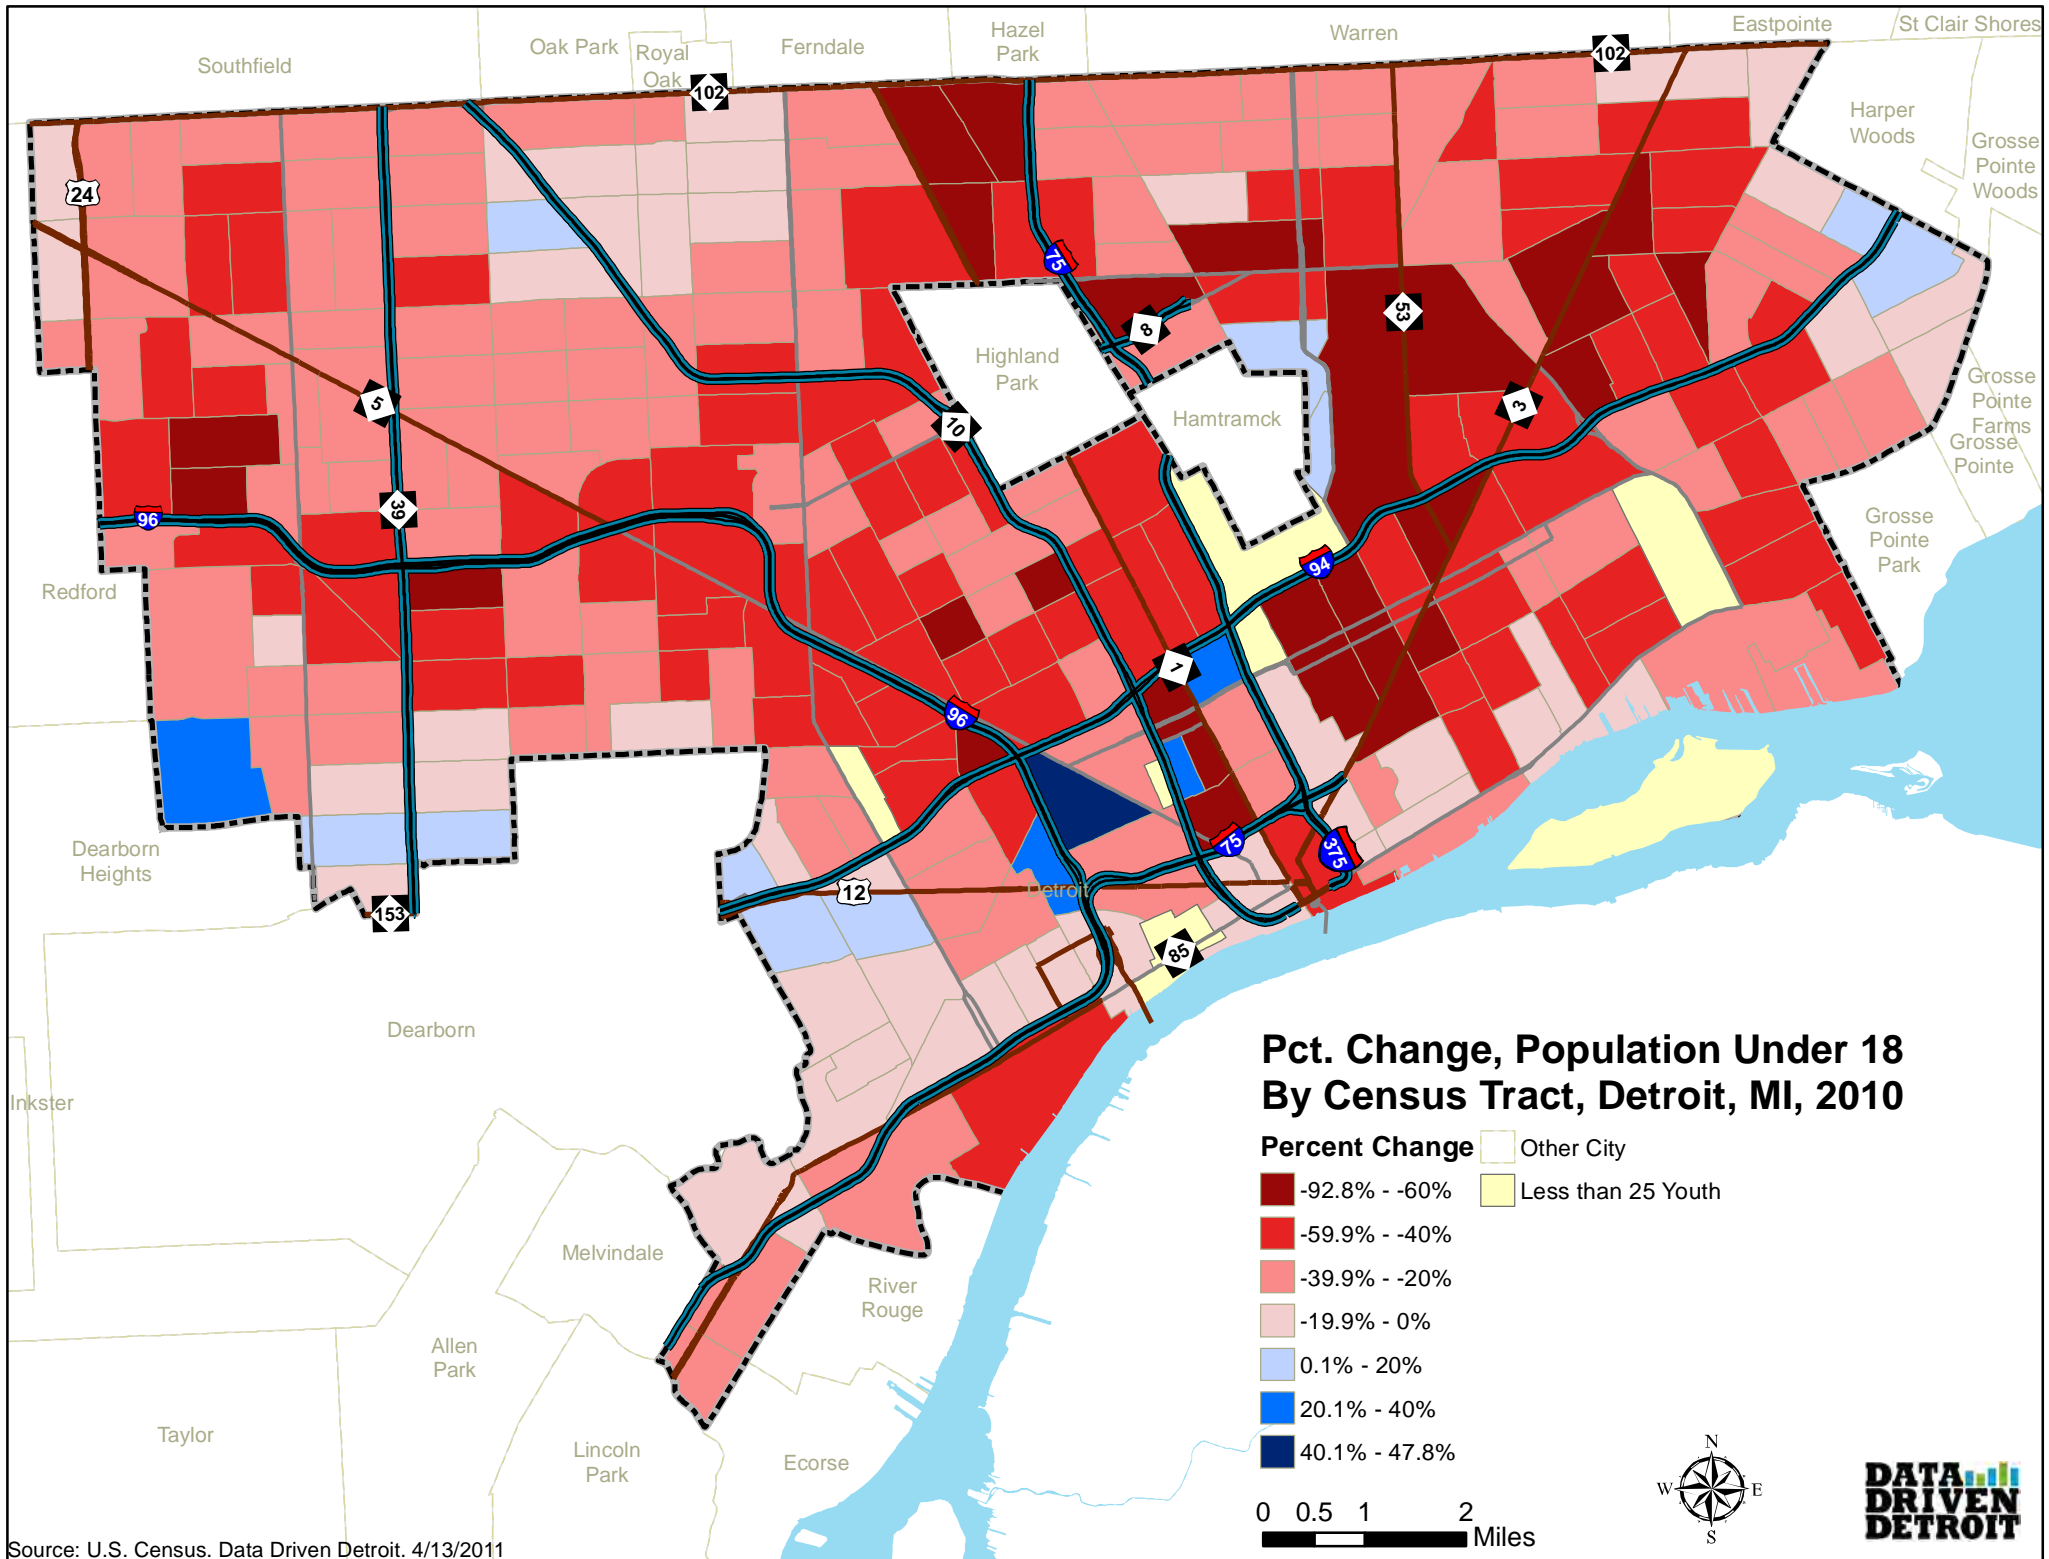 Southfield
Oak Park
Royal
Oak
Ferndale
Hazel
Park
Warren
Eastpointe
St Clair Shores
102
102
Harper
Woods
Grosse
Pointe
Woods
24
75
8
53
Highland
Park
Hamtramck
3
5
10
Grosse
Pointe
Farms
Grosse
Pointe
39
96
94
Grosse
Pointe
Park
Redford
1
96
Dearborn
Heights
75
375
12
Detroit
153
85
Dearborn
Inkster
Melvindale
River
Rouge
Allen
Park
Taylor
Lincoln
Park
Ecorse
Pct. Change, Population Under 18
By Census Tract, Detroit, MI, 2010
Percent Change
Other City
-92.8% - -60%
Less than 25 Youth
-59.9% - -40%
-39.9% - -20%
-19.9% - 0%
0.1% - 20%
20.1% - 40%
40.1% - 47.8%
0 0.5 1 2
Miles
N
W E
S
DATA
DRIVEN
DETROIT
Source: U.S. Census. Data Driven Detroit. 4/13/2011